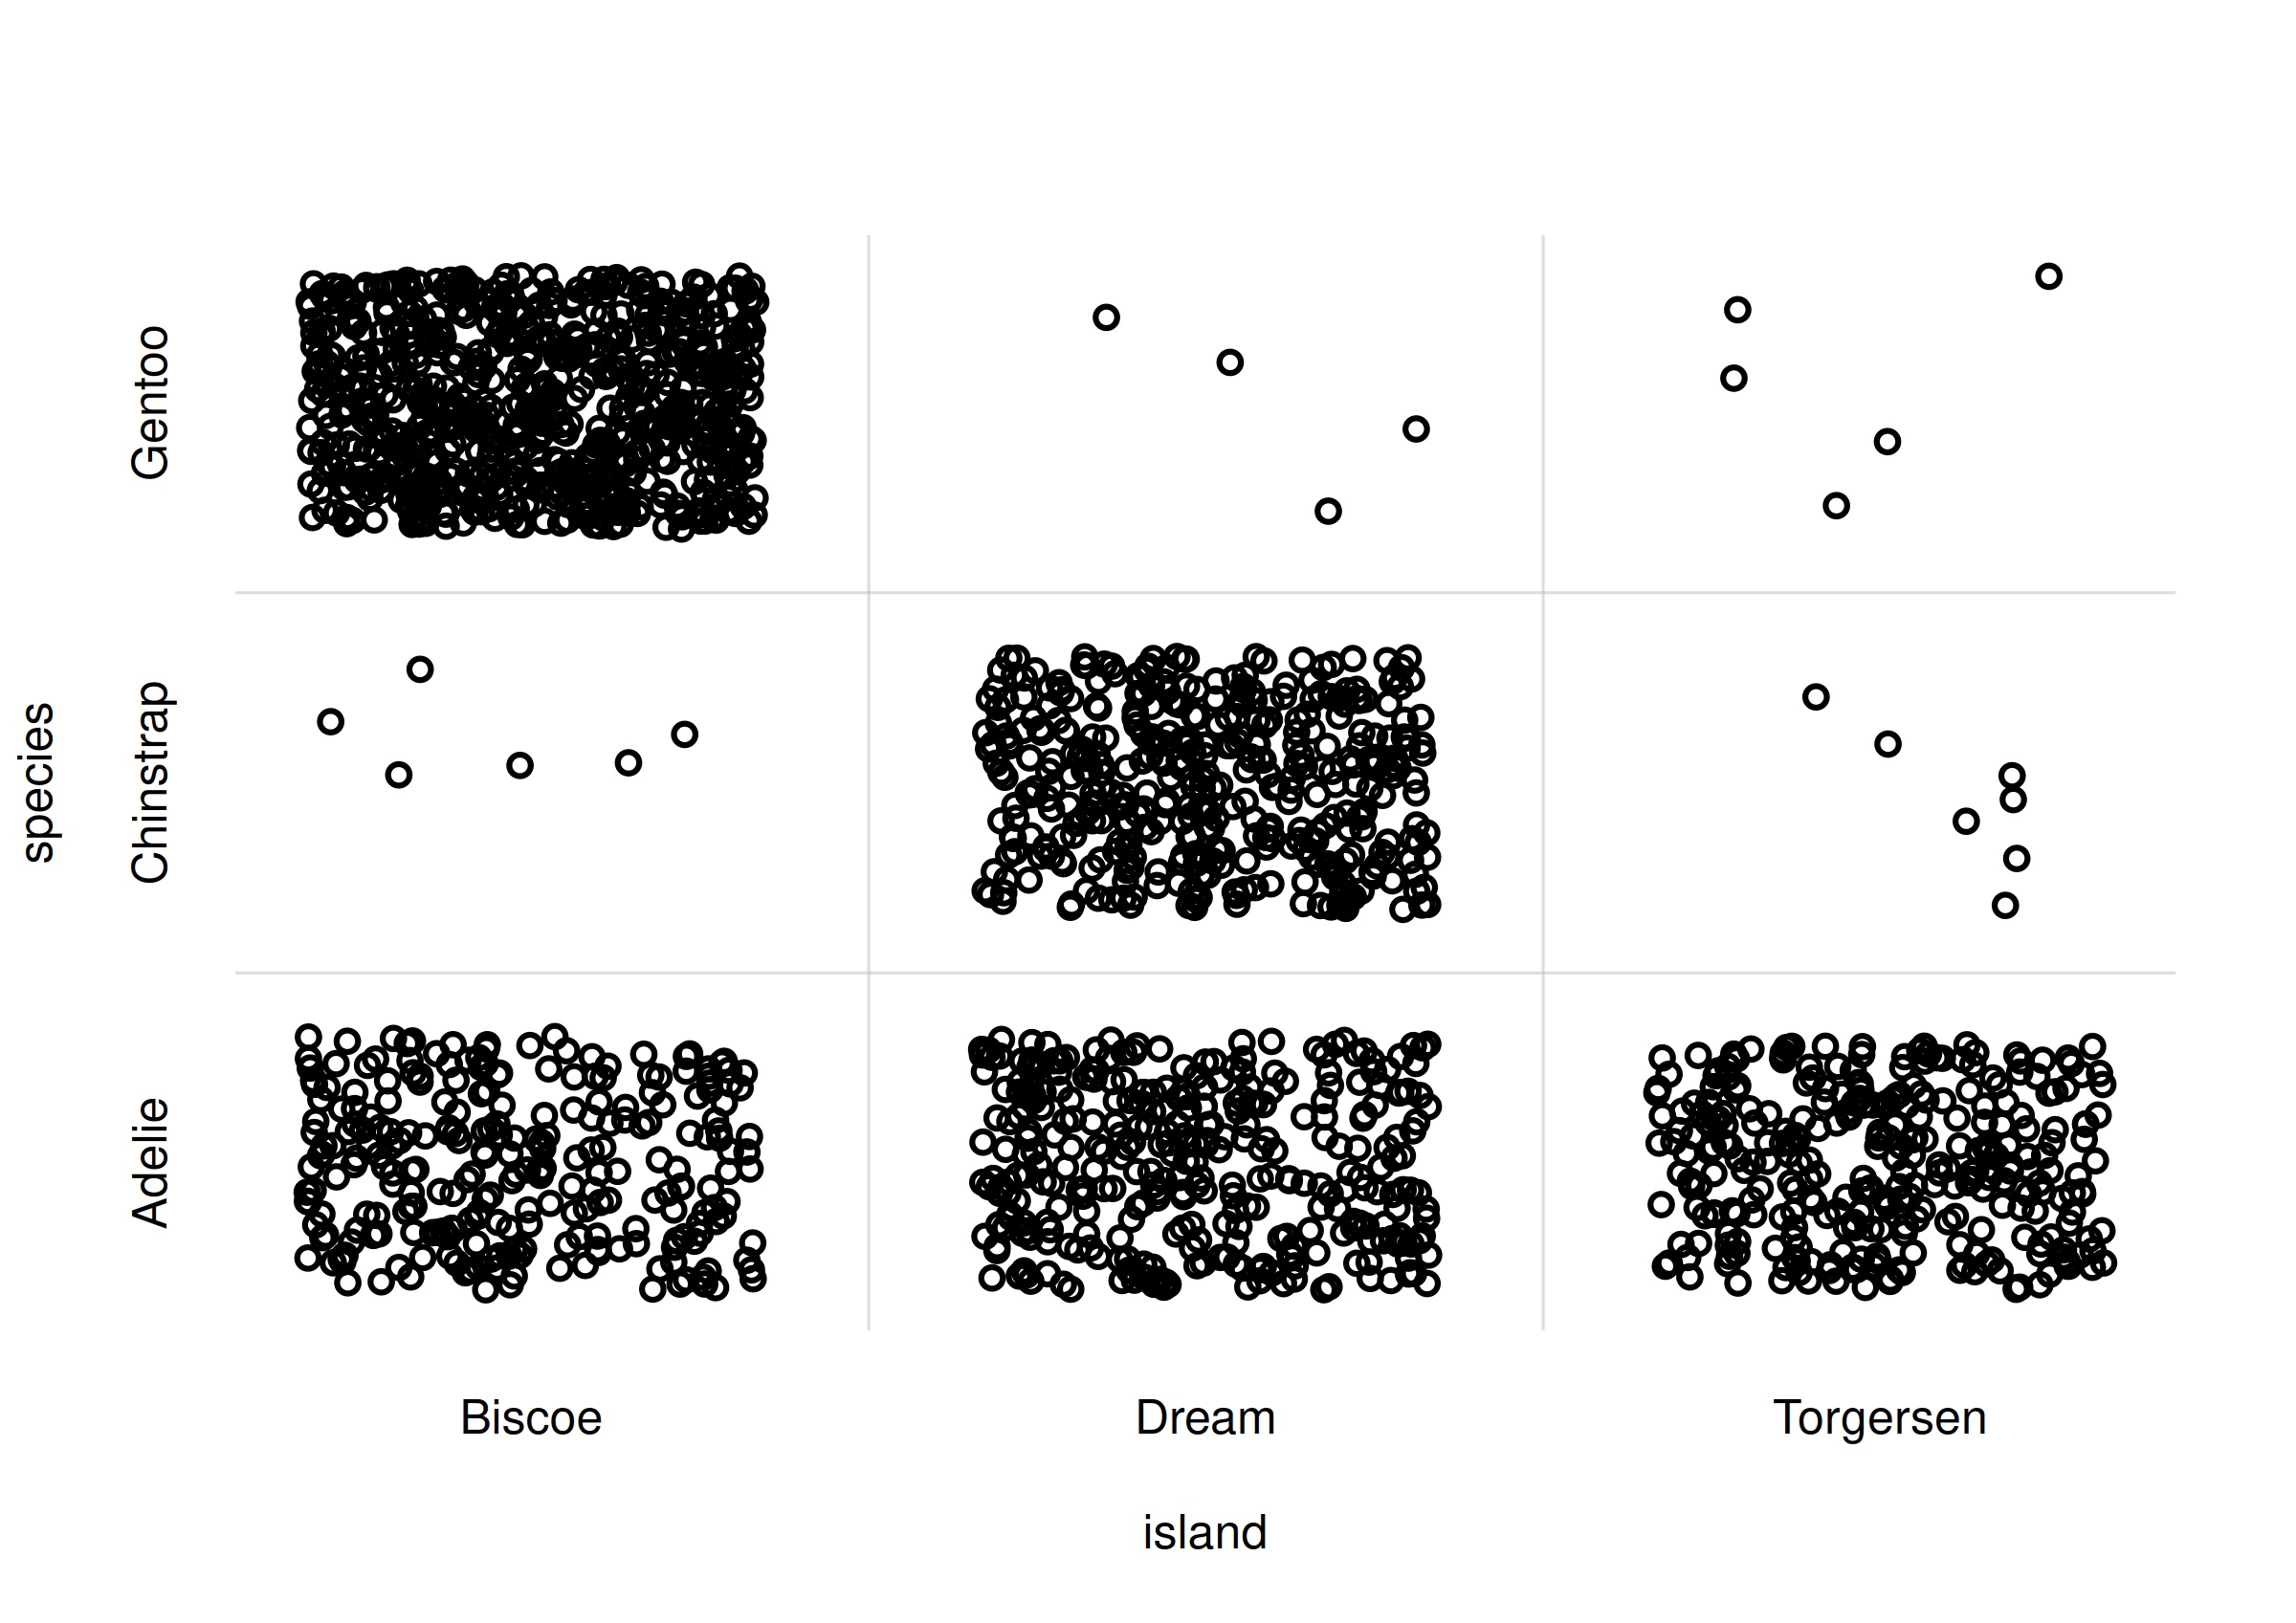 species
Gentoo
Chinstrap
Adelie
Biscoe
Dream
Torgersen
island